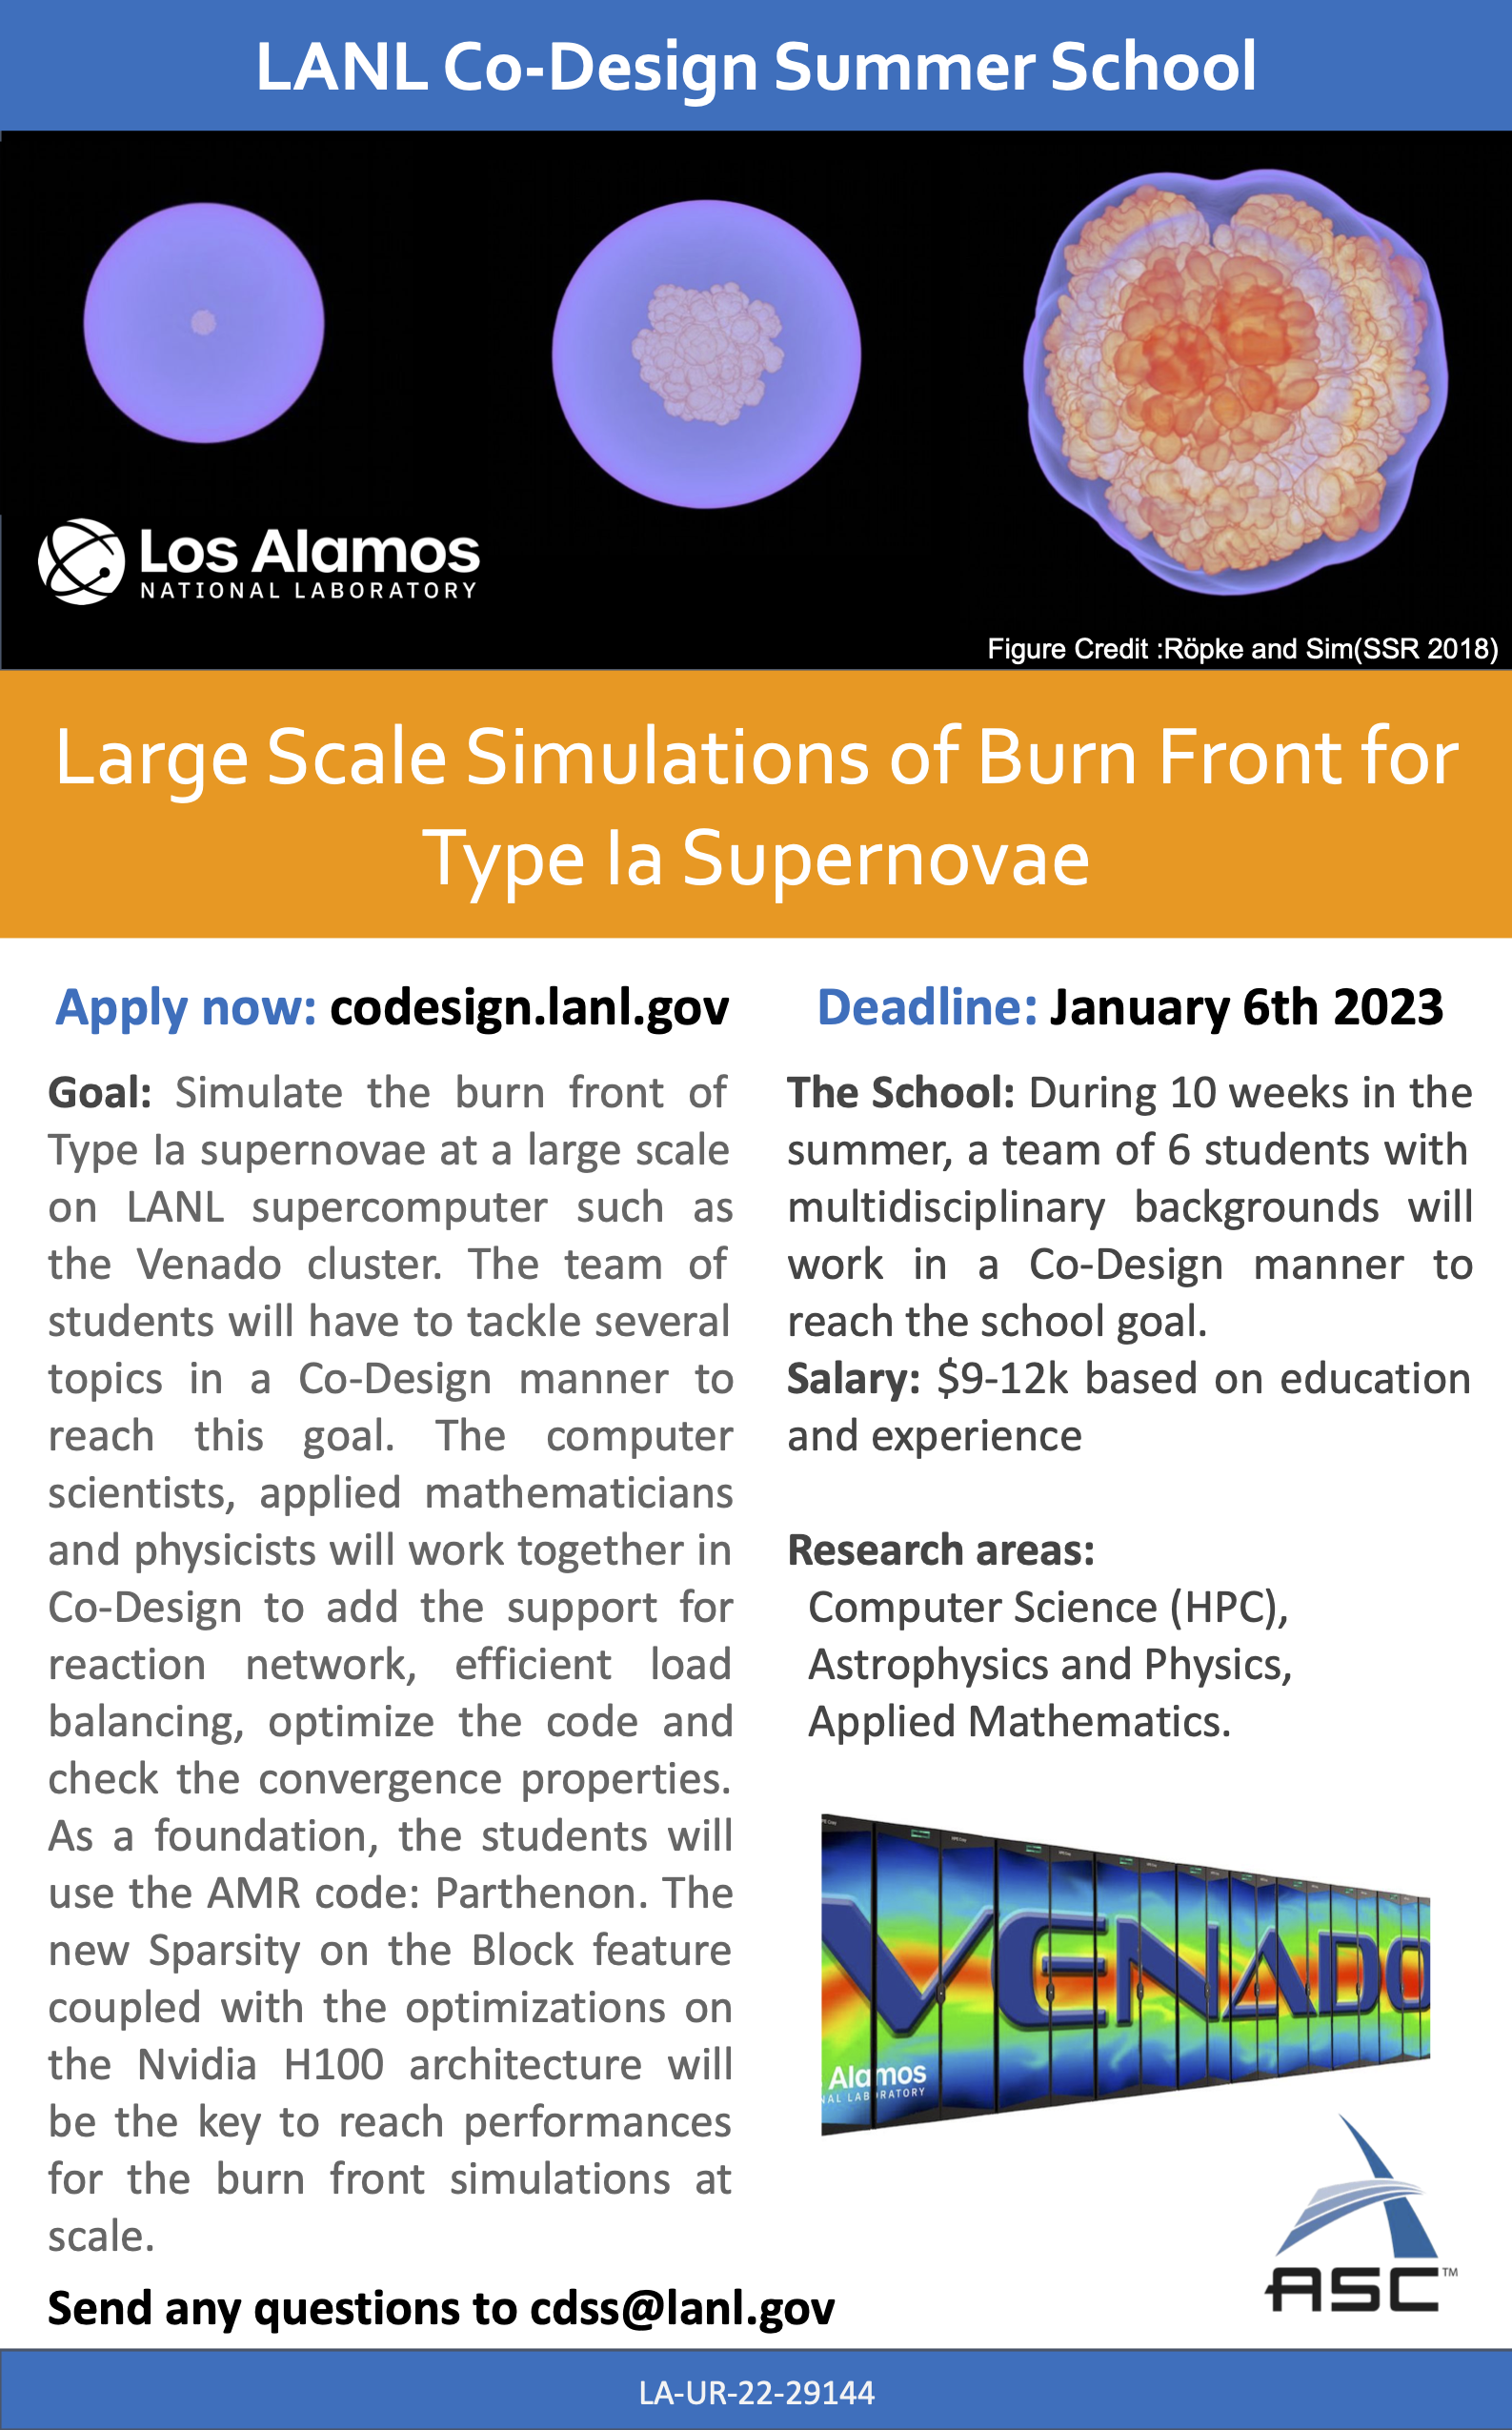 LANL Co-Design Summer School
Los Alamos
NATIONAL LABORATORY
Figure Credit :Röpke and Sim(SSR 2018)
Large Scale Simulations of Burn Front for
Type Ia Supernovae
Apply now: codesign.lanl.gov
Goal: Simulate the burn front of
Type Ia supernovae at a large scale
on LANL supercomputer such as
the Venado cluster. The team of
students will have to tackle several
topics in a Co-Design manner to
reach this goal. The computer
scientists, applied mathematicians
and physicists will work together in
Co-Design to add the support for
reaction network, efficient load
balancing, optimize the code and
check the convergence properties.
As a foundation, the students will
use the AMR code: Parthenon. The
new Sparsity on the Block feature
coupled with the optimizations on
the Nvidia H100 architecture will
be the key to reach performances
for the burn front simulations at
scale.
Deadline: January 6th 2023
The School: During 10 weeks in the
summer, a team of 6 students with
multidisciplinary backgrounds will
work in a Co-Design manner to
reach the school goal.
Salary: $9-12k based on education
and experience
Research areas:
Computer Science (HPC),
Astrophysics and Physics,
Applied Mathematics.
VENADO
Alamos
NAL LABORATORY
ASC™
Send any questions to cdss@lanl.gov
LA-UR-22-29144